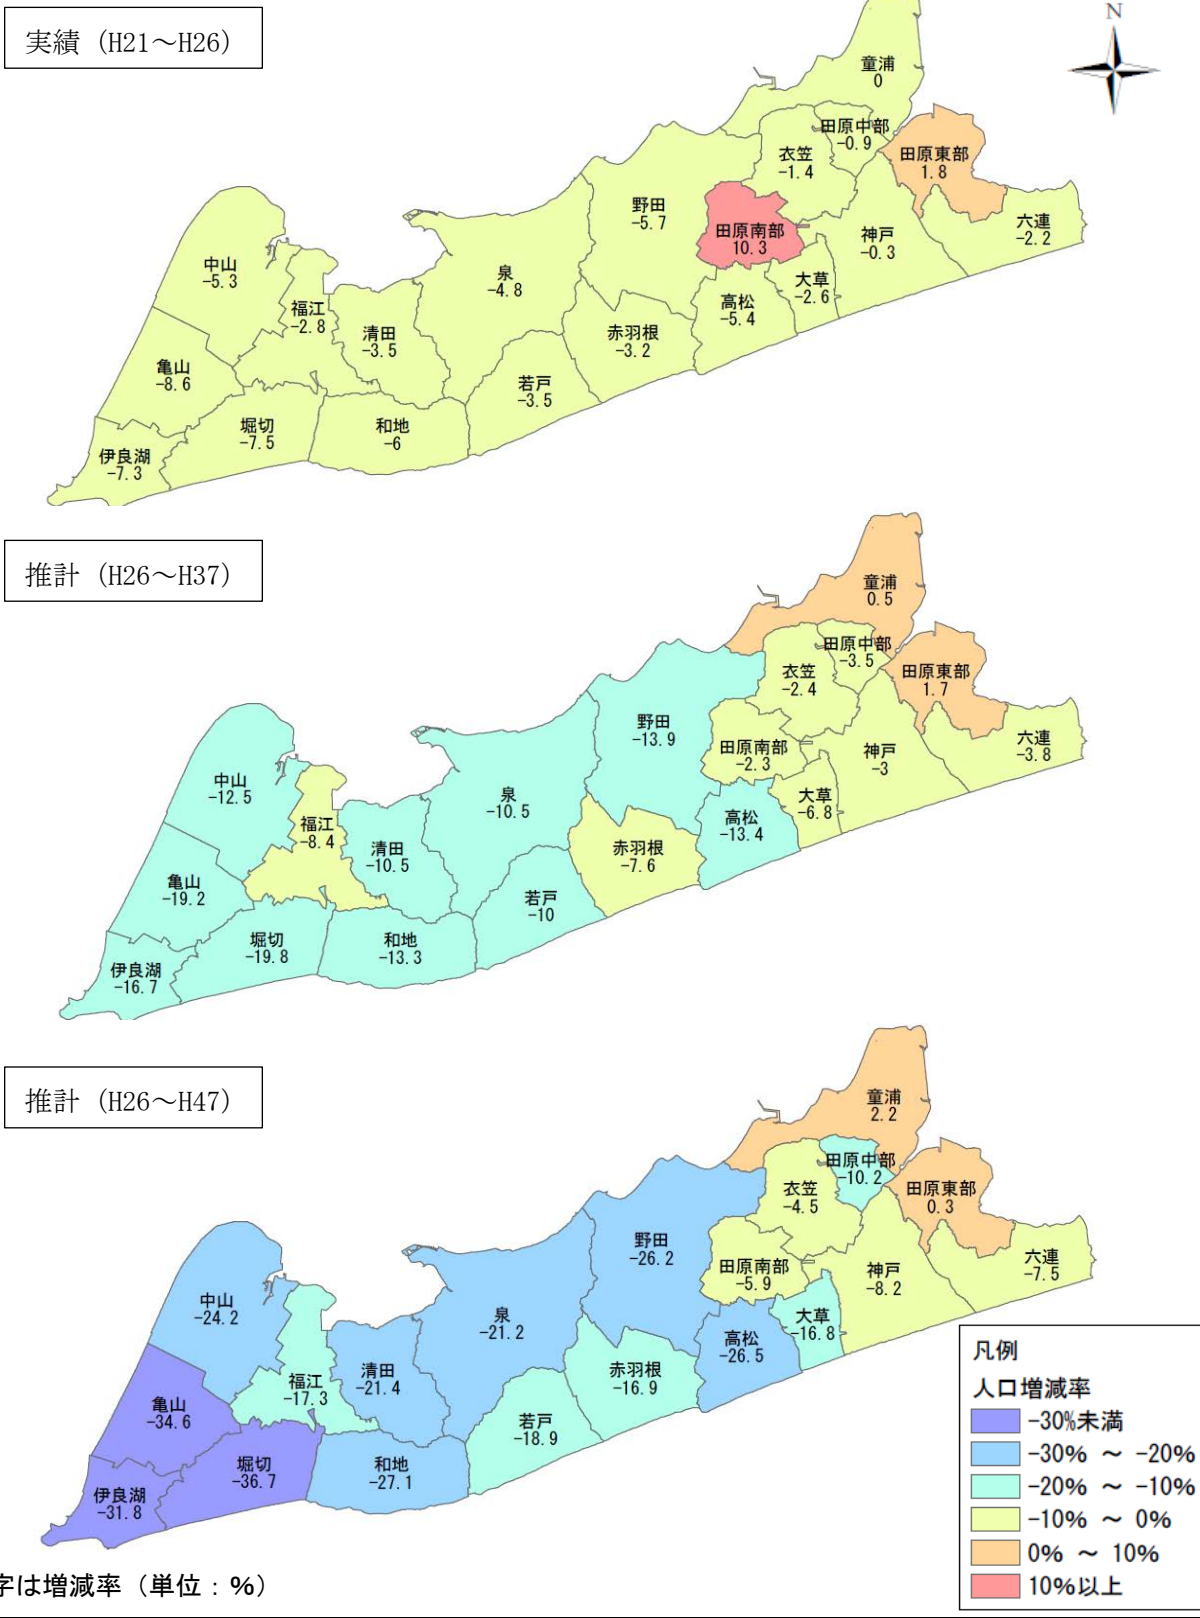 実績（H21～H26）
N
童浦
0
田原中部
-0.9
衣笠
-1.4
田原東部
1.8
野田
-5.7
田原南部
10.3
神戸
-0.3
六連
-2.2
中山
-5.3
福江
-2.8
清田
-3.5
泉
-4.8
大草
-2.6
高松
-5.4
赤羽根
-3.2
亀山
-8.6
若戸
-3.5
堀切
-7.5
和地
-6
伊良湖
-7.3
推計（H26～H37）
童浦
0.5
田原中部
-3.5
衣笠
-2.4
田原東部
1.7
野田
-13.9
田原南部
-2.3
神戸
-3
六連
-3.8
中山
-12.5
福江
-8.4
清田
-10.5
泉
-10.5
大草
-6.8
高松
-13.4
赤羽根
-7.6
亀山
-19.2
若戸
-10
堀切
-19.8
和地
-13.3
伊良湖
-16.7
推計（H26～H47）
童浦
2.2
田原中部
-10.2
衣笠
-4.5
田原東部
0.3
野田
-26.2
田原南部
-5.9
神戸
-8.2
六連
-7.5
中山
-24.2
福江
-17.3
清田
-21.4
泉
-21.2
大草
-16.8
高松
-26.5
赤羽根
-16.9
亀山
-34.6
若戸
-18.9
堀切
-36.7
和地
-27.1
伊良湖
-31.8
凡例
人口増減率
-30%未満
-30% ～ -20%
-20% ～ -10%
-10% ～ 0%
0% ～ 10%
10%以上
字は増減率（単位：%）